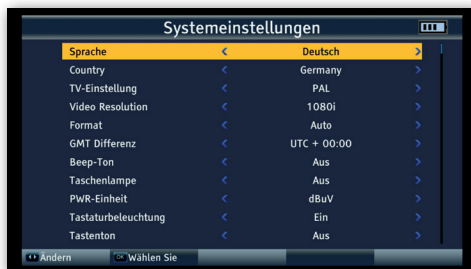 Systemeinstellungen
Sprache < Deutsch >
Country < Germany >
TV-Einstellung < PAL >
Video Resolution < 1080i >
Format < Auto >
GMT Differenz < UTC + 00:00 >
Beep-Ton < Aus >
Taschenlampe < Aus >
PWR-Einheit < dBuV >
Tastaturbeleuchtung < Ein >
Tastenton < Aus >
Ändern OK Wählen Sie